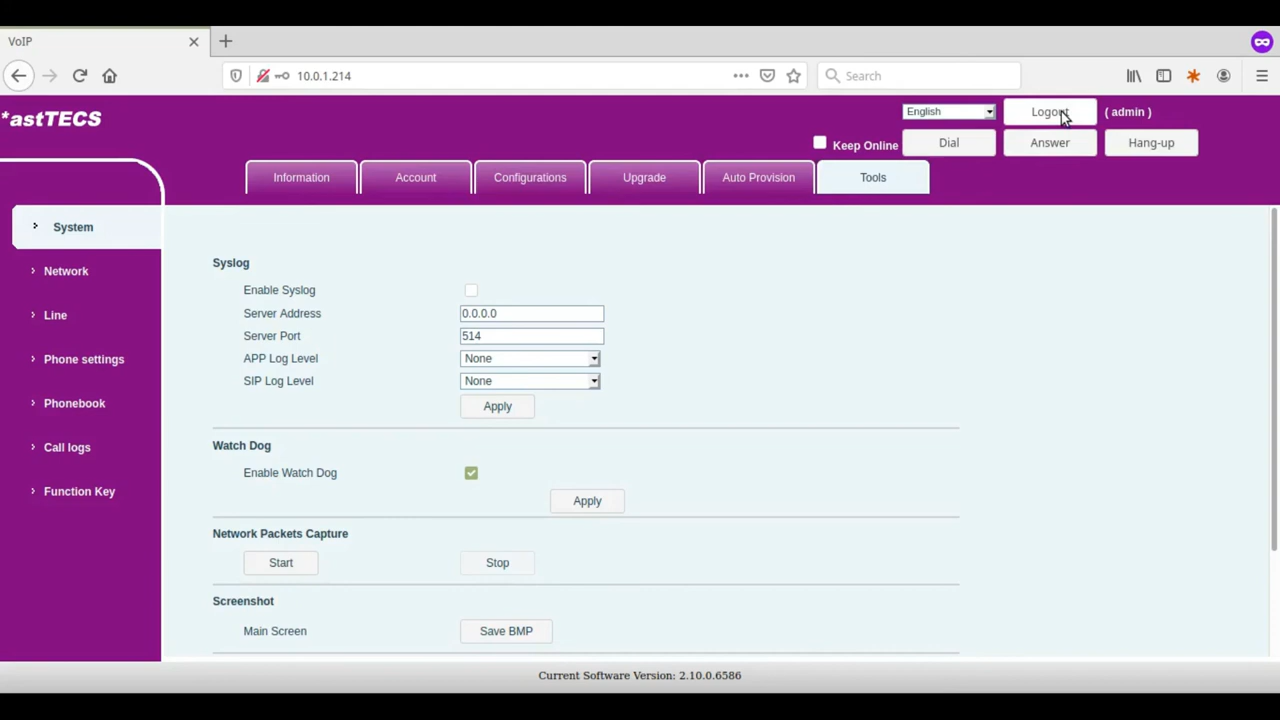 VoIP
10.0.1.214
Search
*astTECS
English
Logout
( admin )
Keep Online
Dial
Answer
Hang-up
Information
Account
Configurations
Upgrade
Auto Provision
Tools
System
Network
Line
Phone settings
Phonebook
Call logs
Function Key
Syslog
Enable Syslog
Server Address 0.0.0.0
Server Port 514
APP Log Level None
SIP Log Level None
Apply
Watch Dog
Enable Watch Dog
Apply
Network Packets Capture
Start Stop
Screenshot
Main Screen Save BMP
Current Software Version: 2.10.0.6586